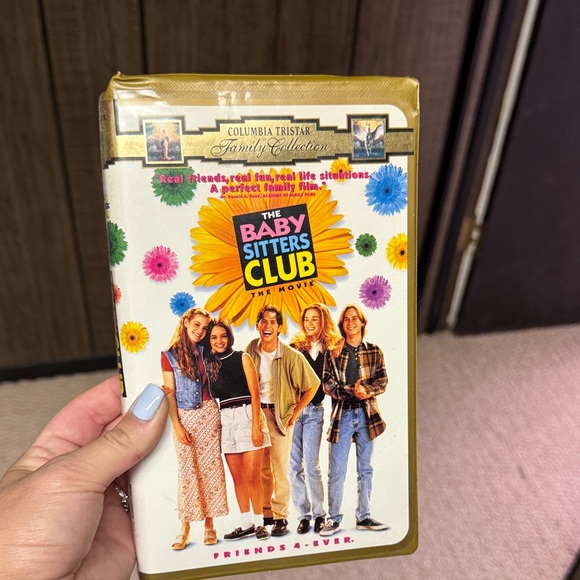 COLUMBIA TRISTAR
Family Collection
"Real friends, real fun, real life situations.
A perfect family film."
THE
BABY
SITTERS
CLUB
THE MOVIE
FRIENDS 4-EVER.